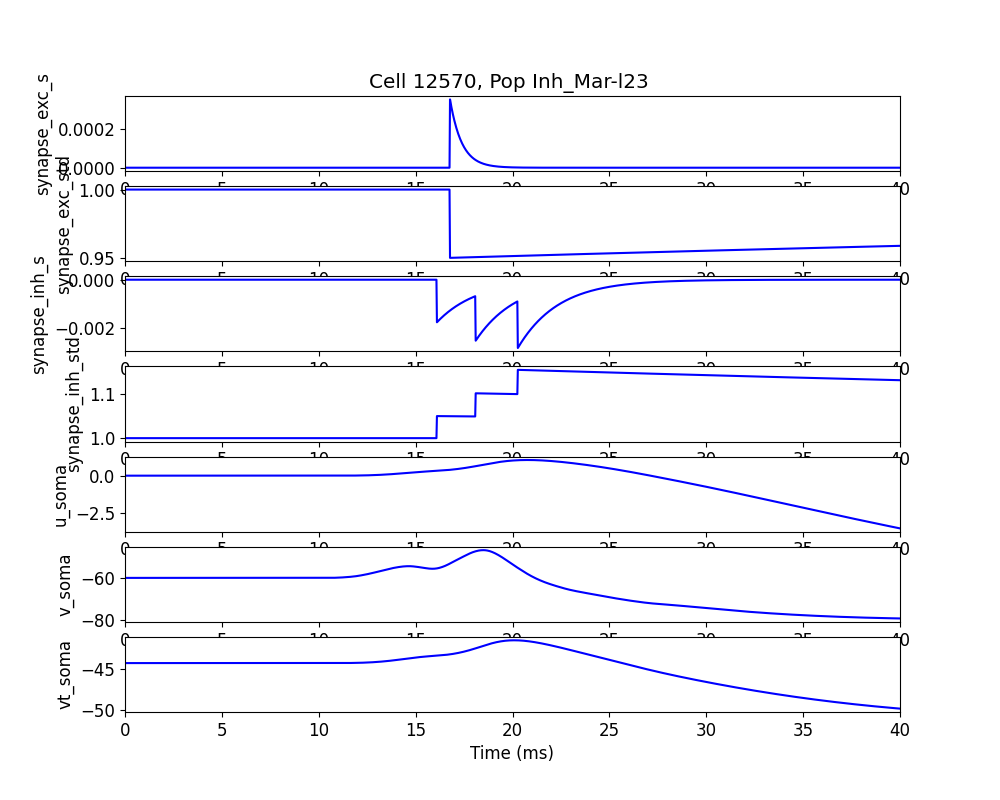 Cell 12570, Pop Inh_Mar-l23
synapse_exc_s
0.0002
0.0000
0 5 10 15 20 25 30 35 40
synapse_exc_std
1.00
0.95
0 5 10 15 20 25 30 35 40
synapse_inh_s
0.000
−0.002
0 5 10 15 20 25 30 35 40
synapse_inh_std
1.1
1.0
0 5 10 15 20 25 30 35 40
u_soma
0.0
−2.5
0 5 10 15 20 25 30 35 40
v_soma
−60
−80
0 5 10 15 20 25 30 35 40
vt_soma
−45
−50
0 5 10 15 20 25 30 35 40
Time (ms)